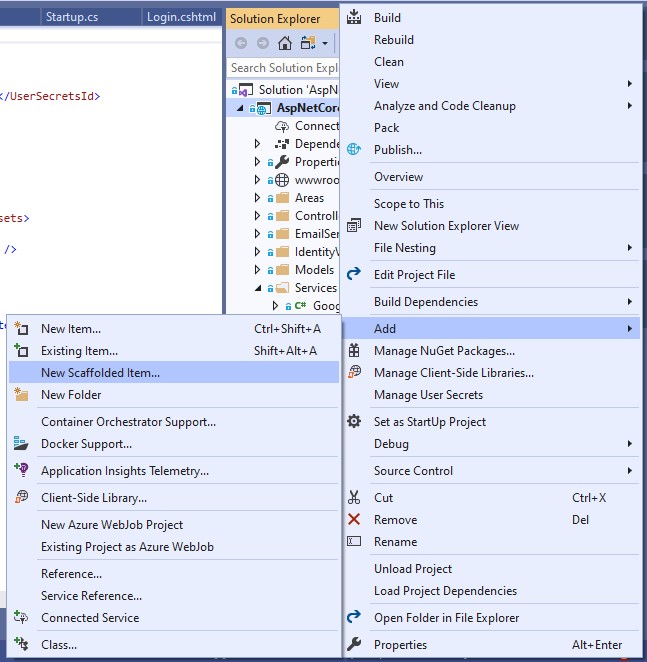 Startup.cs
Login.cshtml
Solution Explorer
Search Solution Expl
</UserSecretsId>
sets>
/>
Solution 'AspN
AspNetCor
Connect
Depende
Properti
wwwroo
Areas
Controll
EmailSer
IdentityV
Models
Services
C# Goog
Build
Rebuild
Clean
View
Analyze and Code Cleanup
Pack
Publish...
Overview
Scope to This
New Solution Explorer View
File Nesting
Edit Project File
Build Dependencies
Add
Manage NuGet Packages...
Manage Client-Side Libraries...
Manage User Secrets
Set as StartUp Project
Debug
Source Control
Cut Ctrl+X
Remove Del
Rename
Unload Project
Load Project Dependencies
Open Folder in File Explorer
Properties Alt+Enter
New Item... Ctrl+Shift+A
Existing Item... Shift+Alt+A
New Scaffolded Item...
New Folder
Container Orchestrator Support...
Docker Support...
Application Insights Telemetry...
Client-Side Library...
New Azure WebJob Project
Existing Project as Azure WebJob
Reference...
Service Reference...
Connected Service
Class...